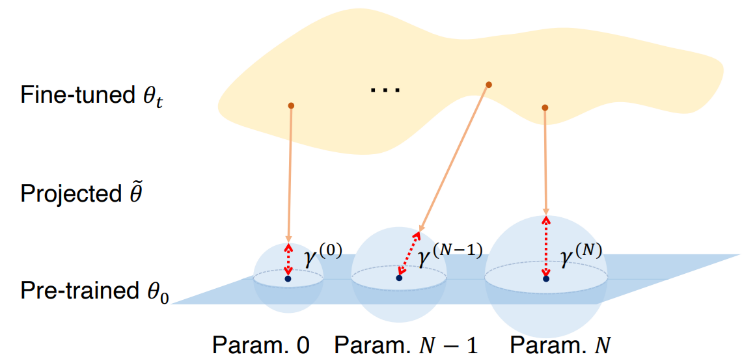 Fine-tuned θ_t
...
Projected θ̃
γ^(0)
γ^(N−1)
γ^(N)
Pre-trained θ_0
Param. 0 Param. N − 1 Param. N